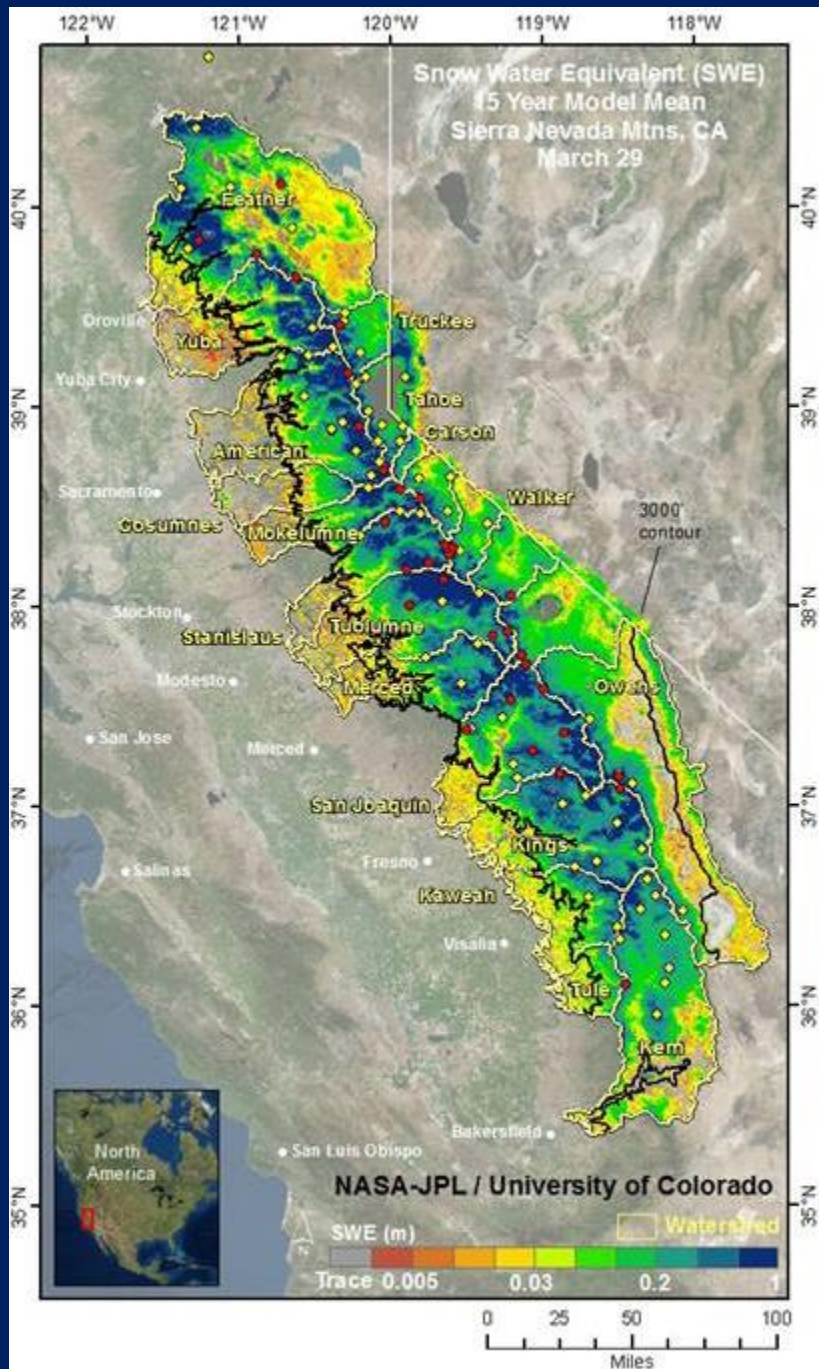 122°W 121°W 120°W 119°W 118°W
Snow Water Equivalent (SWE)
15 Year Model Mean
Sierra Nevada Mtns, CA
March 29
40°N
40°N
Feather
Oroville
Truckee
Yuba
Yuba City
39°N
39°N
Tahoe
Carson
American
Sacramento
Walker
Cosumnes
Mokelumne
3000'
contour
38°N
38°N
Stockton
Tuolumne
Stanislaus
Modesto
Merced
Owens
San Jose
Merced
37°N
37°N
San Joaquin
Kings
Fresno
Salinas
Kaweah
Visalia
36°N
36°N
Tule
Kern
Bakersfield
North
America
San Luis Obispo
35°N
35°N
NASA-JPL / University of Colorado
SWE (m)
Watershed
N
Trace 0.005 0.03 0.2 1
0 25 50 100
Miles